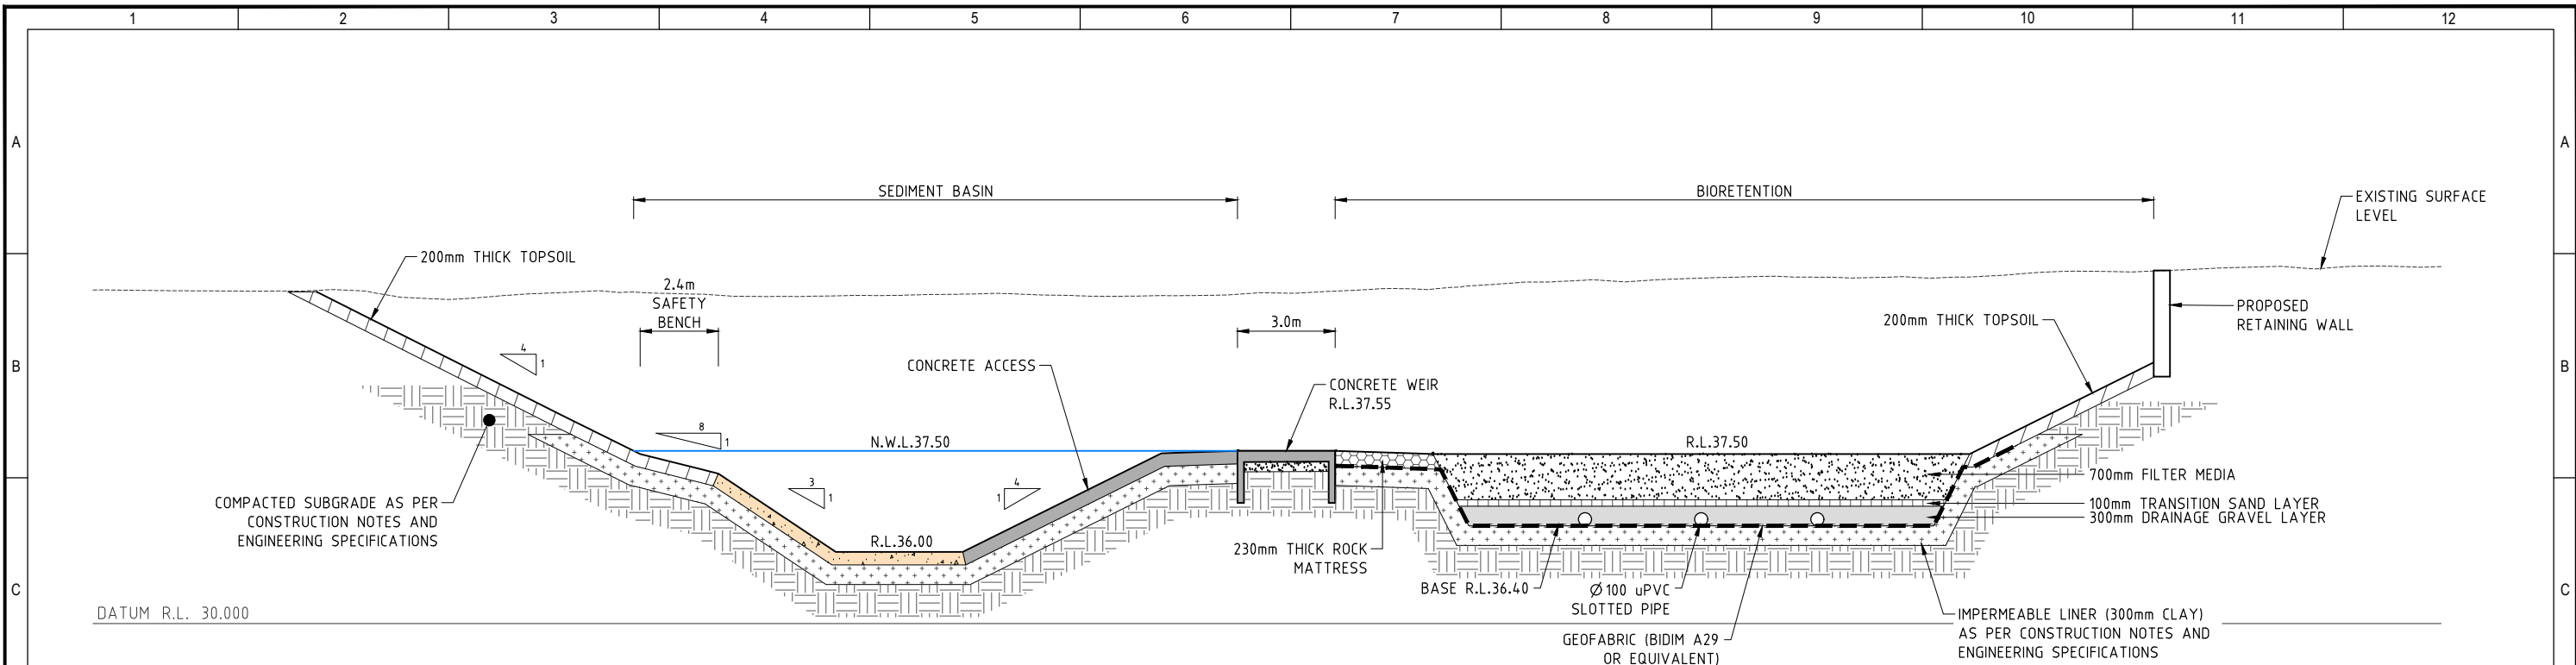 1 2 3 4 5 6 7 8 9 10 11 12
A
A
SEDIMENT BASIN
BIORETENTION
EXISTING SURFACE
LEVEL
200mm THICK TOPSOIL
2.4m
SAFETY
BENCH
3.0m
200mm THICK TOPSOIL
PROPOSED
RETAINING WALL
4
1
B
B
CONCRETE ACCESS
CONCRETE WEIR
R.L.37.55
8
1
N.W.L.37.50
R.L.37.50
3
1
4
1
700mm FILTER MEDIA
100mm TRANSITION SAND LAYER
300mm DRAINAGE GRAVEL LAYER
COMPACTED SUBGRADE AS PER
CONSTRUCTION NOTES AND
ENGINEERING SPECIFICATIONS
R.L.36.00
230mm THICK ROCK
MATTRESS
BASE R.L.36.40
Ø100 uPVC
SLOTTED PIPE
C
C
DATUM R.L. 30.000
GEOFABRIC (BIDIM A29
OR EQUIVALENT)
IMPERMEABLE LINER (300mm CLAY)
AS PER CONSTRUCTION NOTES AND
ENGINEERING SPECIFICATIONS